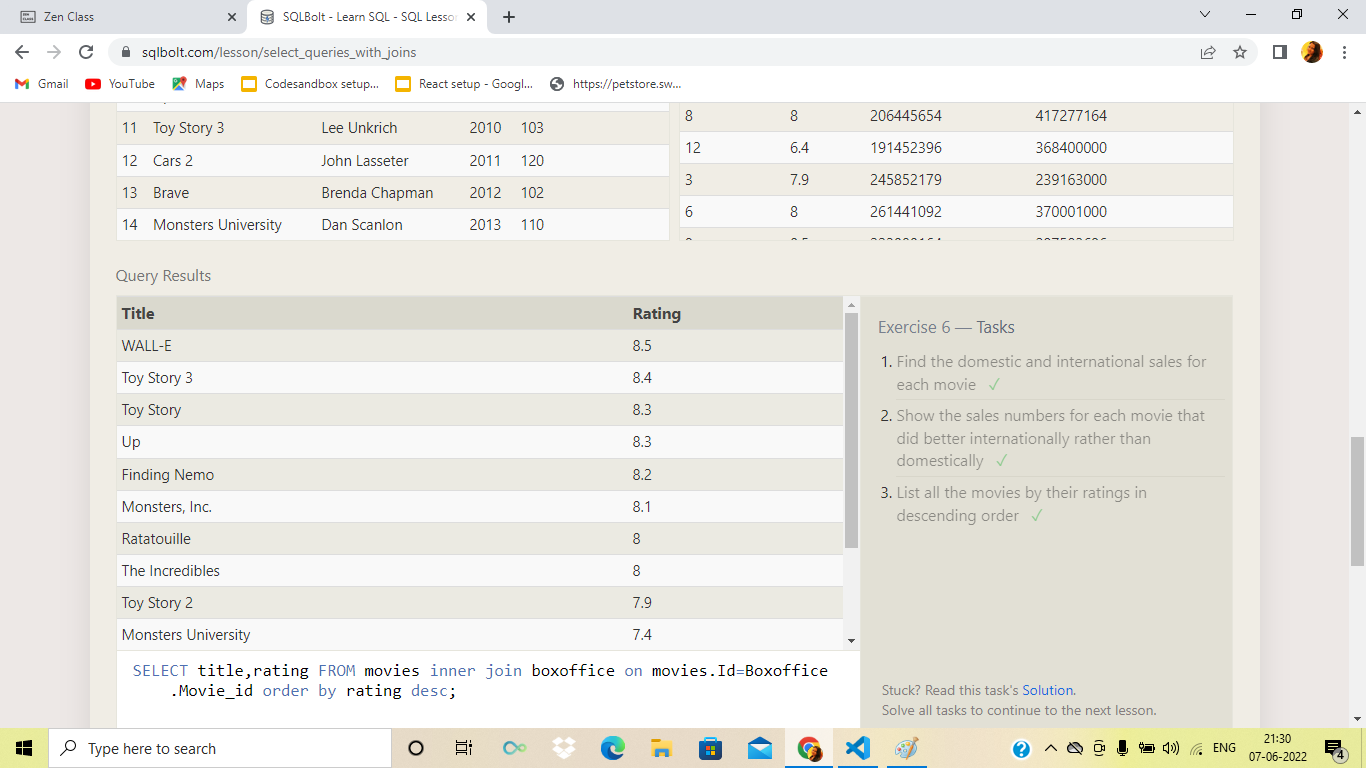 Zen Class
SQLBolt - Learn SQL - SQL Lesson
sqlbolt.com/lesson/select_queries_with_joins
Gmail YouTube Maps Codesandbox setup... React setup - Googl... https://petstore.sw...
11 Toy Story 3 Lee Unkrich 2010 103
12 Cars 2 John Lasseter 2011 120
13 Brave Brenda Chapman 2012 102
14 Monsters University Dan Scanlon 2013 110
8 8 206445654 417277164
12 6.4 191452396 368400000
3 7.9 245852179 239163000
6 8 261441092 370001000
Query Results
Title Rating
WALL-E 8.5
Toy Story 3 8.4
Toy Story 8.3
Up 8.3
Finding Nemo 8.2
Monsters, Inc. 8.1
Ratatouille 8
The Incredibles 8
Toy Story 2 7.9
Monsters University 7.4
SELECT title,rating FROM movies inner join boxoffice on movies.Id=Boxoffice
.Movie_id order by rating desc;
Exercise 6 — Tasks
1. Find the domestic and international sales for
each movie ✓
2. Show the sales numbers for each movie that
did better internationally rather than
domestically ✓
3. List all the movies by their ratings in
descending order ✓
Stuck? Read this task's Solution.
Solve all tasks to continue to the next lesson.
Type here to search
ENG
21:30
07-06-2022
4